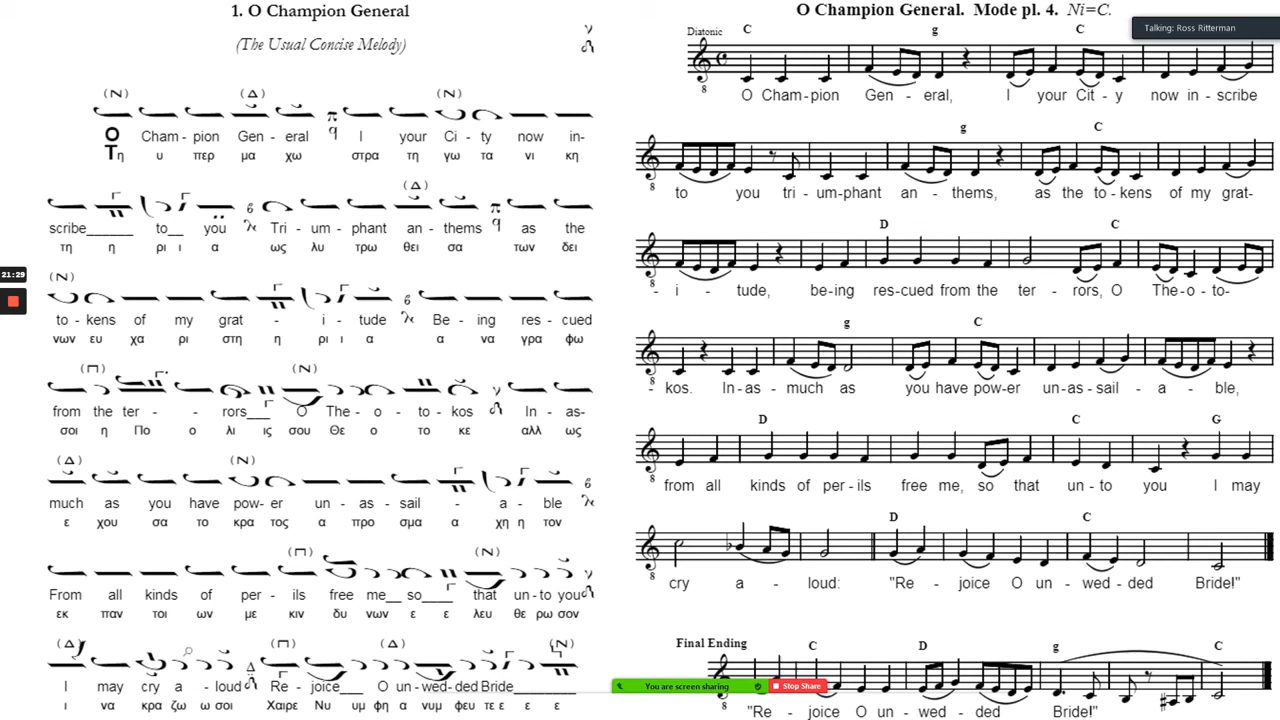 1. O Champion General
(The Usual Concise Melody)
O Cham - pion Gen - eral I your Ci - ty now in-
Τη υ περ μα χω στρα τη γω τα νι κη
scribe______ to__ you Tri - um - phant an - thems as the
τη η ρι ι α ως λυ τρω θει σα των δει
to - kens of my grat - i - tude Be - ing res - cued
νων ευ χα ρι στη η ρι ι α α να γρα φω
from the ter - - rors___ O The - o - to - kos In - as-
σοι η Πο ο λι ις σου Θε ο το κε αλλ ως
much as you have pow- er un - as - sail - - a - ble
ε χου σα το κρα τος α προ σμα α χη η τον
From all kinds of per - ils free me__ so____ that un - to you
εκ παν τοι ων με κιν δυ νων ε ε λευ θε ρω σον
I may cry a - loud Re - joice___ O un - wed - ded Bride________
ι να κρα ζω ω σοι Χαιρε Νυ υμ φη α νυμ φευ τε ε ε ε
21:29
O Champion General. Mode pl. 4. Ni=C.
Talking: Ross Ritterman
Diatonic C g C
O Cham - pion Gen - eral, I your Cit - y now in - scribe
g C
to you tri - um-phant an - thems, as the to - kens of my grat-
D C
- i - tude, be-ing res-cued from the ter - rors, O The-o - to-
g C
- kos. In-as- much as you have pow-er un-as-sail - a - ble,
D C G
from all kinds of per-ils free me, so that un-to you I may
D C
cry a - loud: "Re - joice O un - wed - ded Bride!"
Final Ending g C D g C
"Re - joice O un - wed - ded Bride!"
You are screen sharing Stop Share